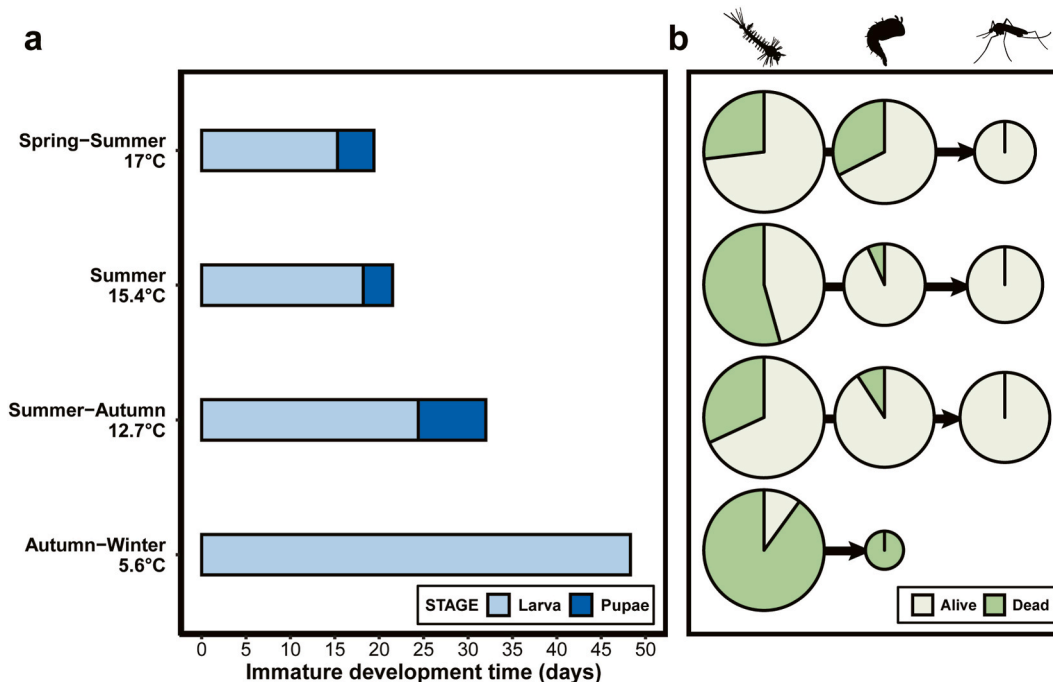 a
b
Spring−Summer
17°C
Summer
15.4°C
Summer−Autumn
12.7°C
Autumn−Winter
5.6°C
STAGE Larva Pupae
Alive Dead
0 5 10 15 20 25 30 35 40 45 50
Immature development time (days)